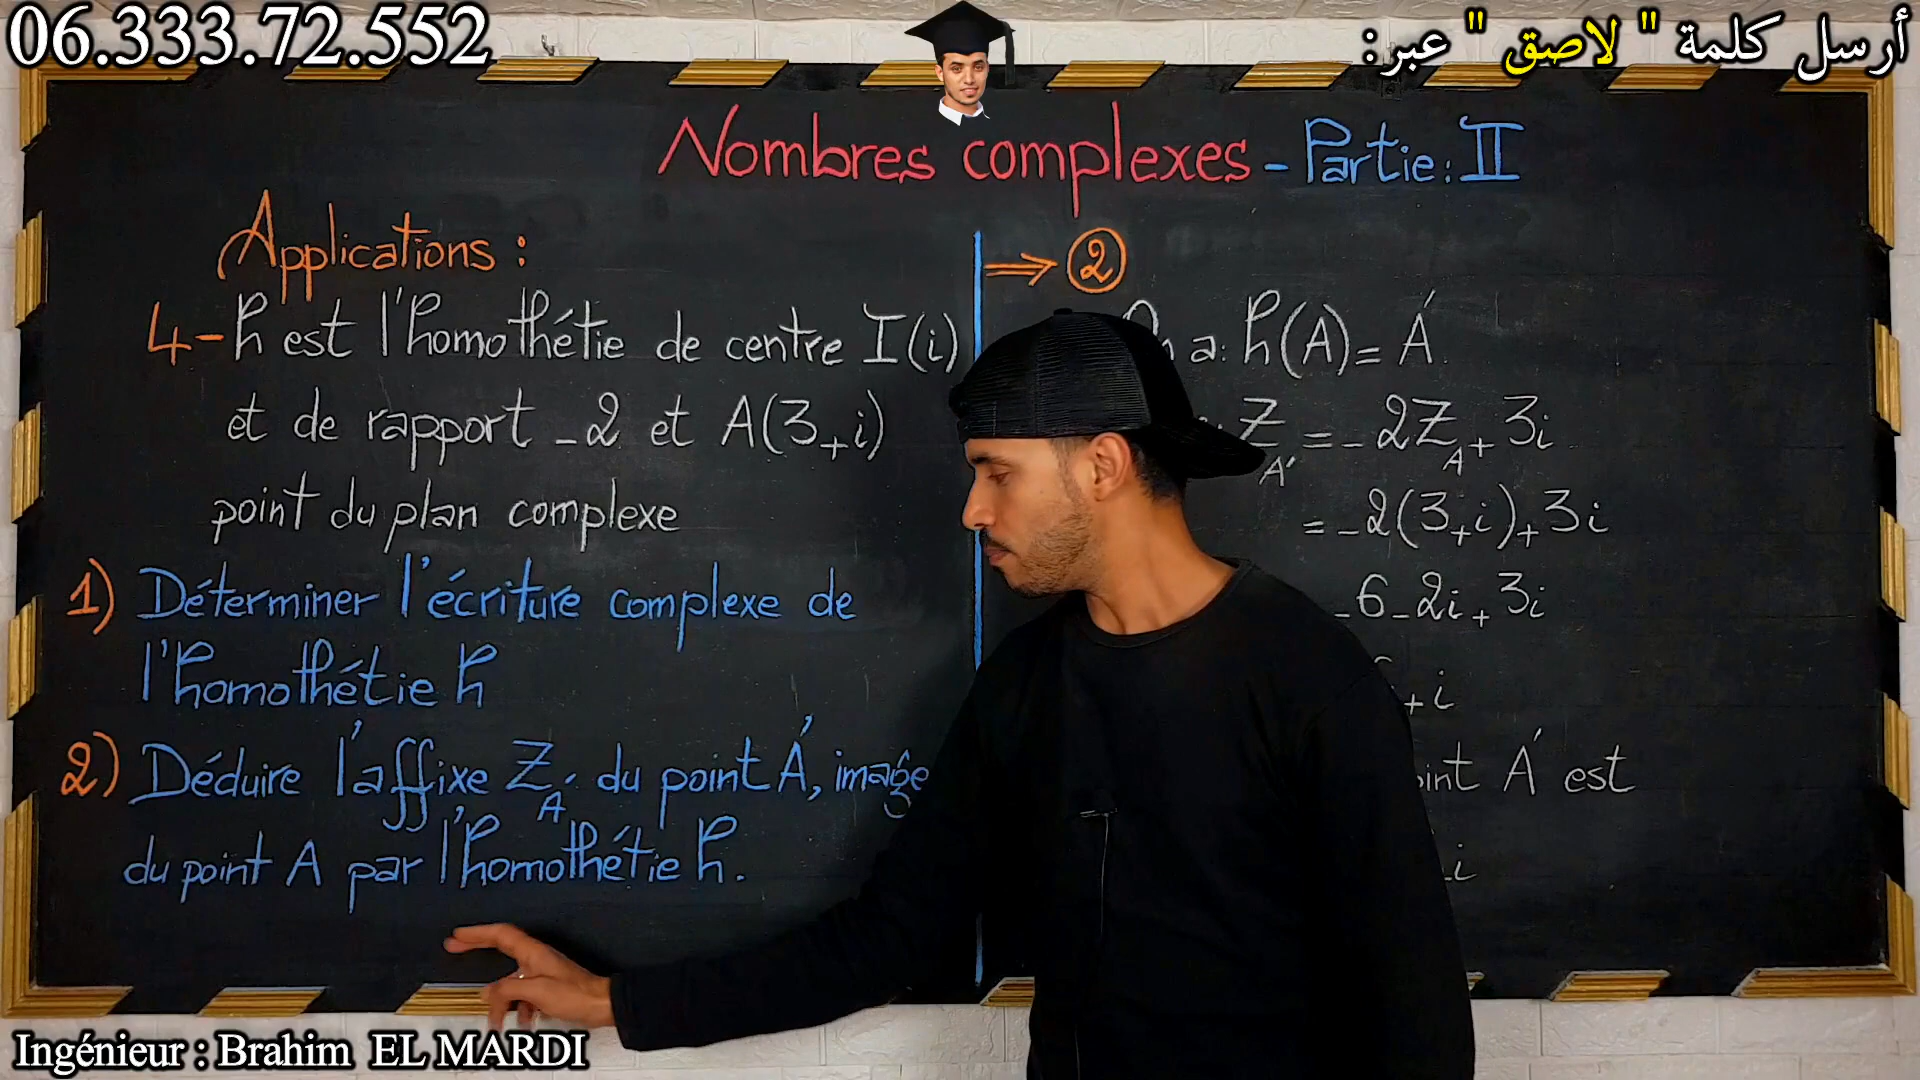 06.333.72.552
أرسل كلمة " لاصق " عبر:
Nombres complexes - Partie: II
Applications :
4- h est l'homothétie de centre I(i)
et de rapport -2 et A(3+i)
point du plan complexe
1) Déterminer l'écriture complexe de
l'homothétie h
2) Déduire l'affixe Z_A' du point A', image
du point A par l'homothétie h.
⇒ ②
a: h(A) = A'
Z_A' = -2Z_A + 3i
= -2(3+i)+3i
-6-2i+3i
+i
A' est
i
Ingénieur : Brahim EL MARDI